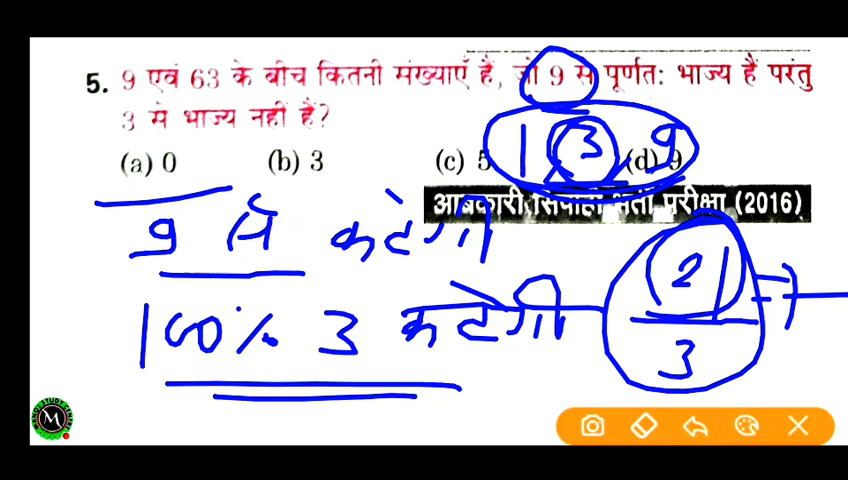 5. 9 एवं 63 के बीच कितनी संख्याएँ हैं, जो 9 से पूर्णत: भाज्य हैं परंतु
3 से भाज्य नहीं हैं?
(a) 0 (b) 3 (c) 5 (d) 9
1 3 9
आबकारी सिपाही भर्ती परीक्षा (2016)
9 से कटेगी
100% 3 कटेगी
21
3
M